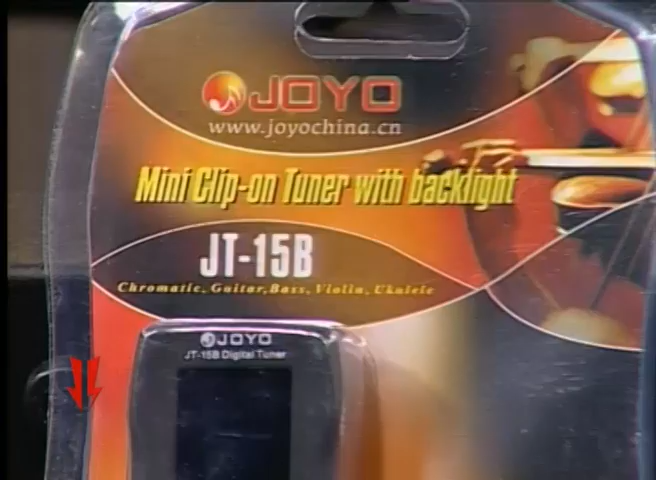 JOYO
www.joyochina.cn
Mini Clip-on Tuner with backlight
JT-15B
Chromatic, Guitar, Bass, Violin, Ukulele
JOYO
JT-15B Digital Tuner